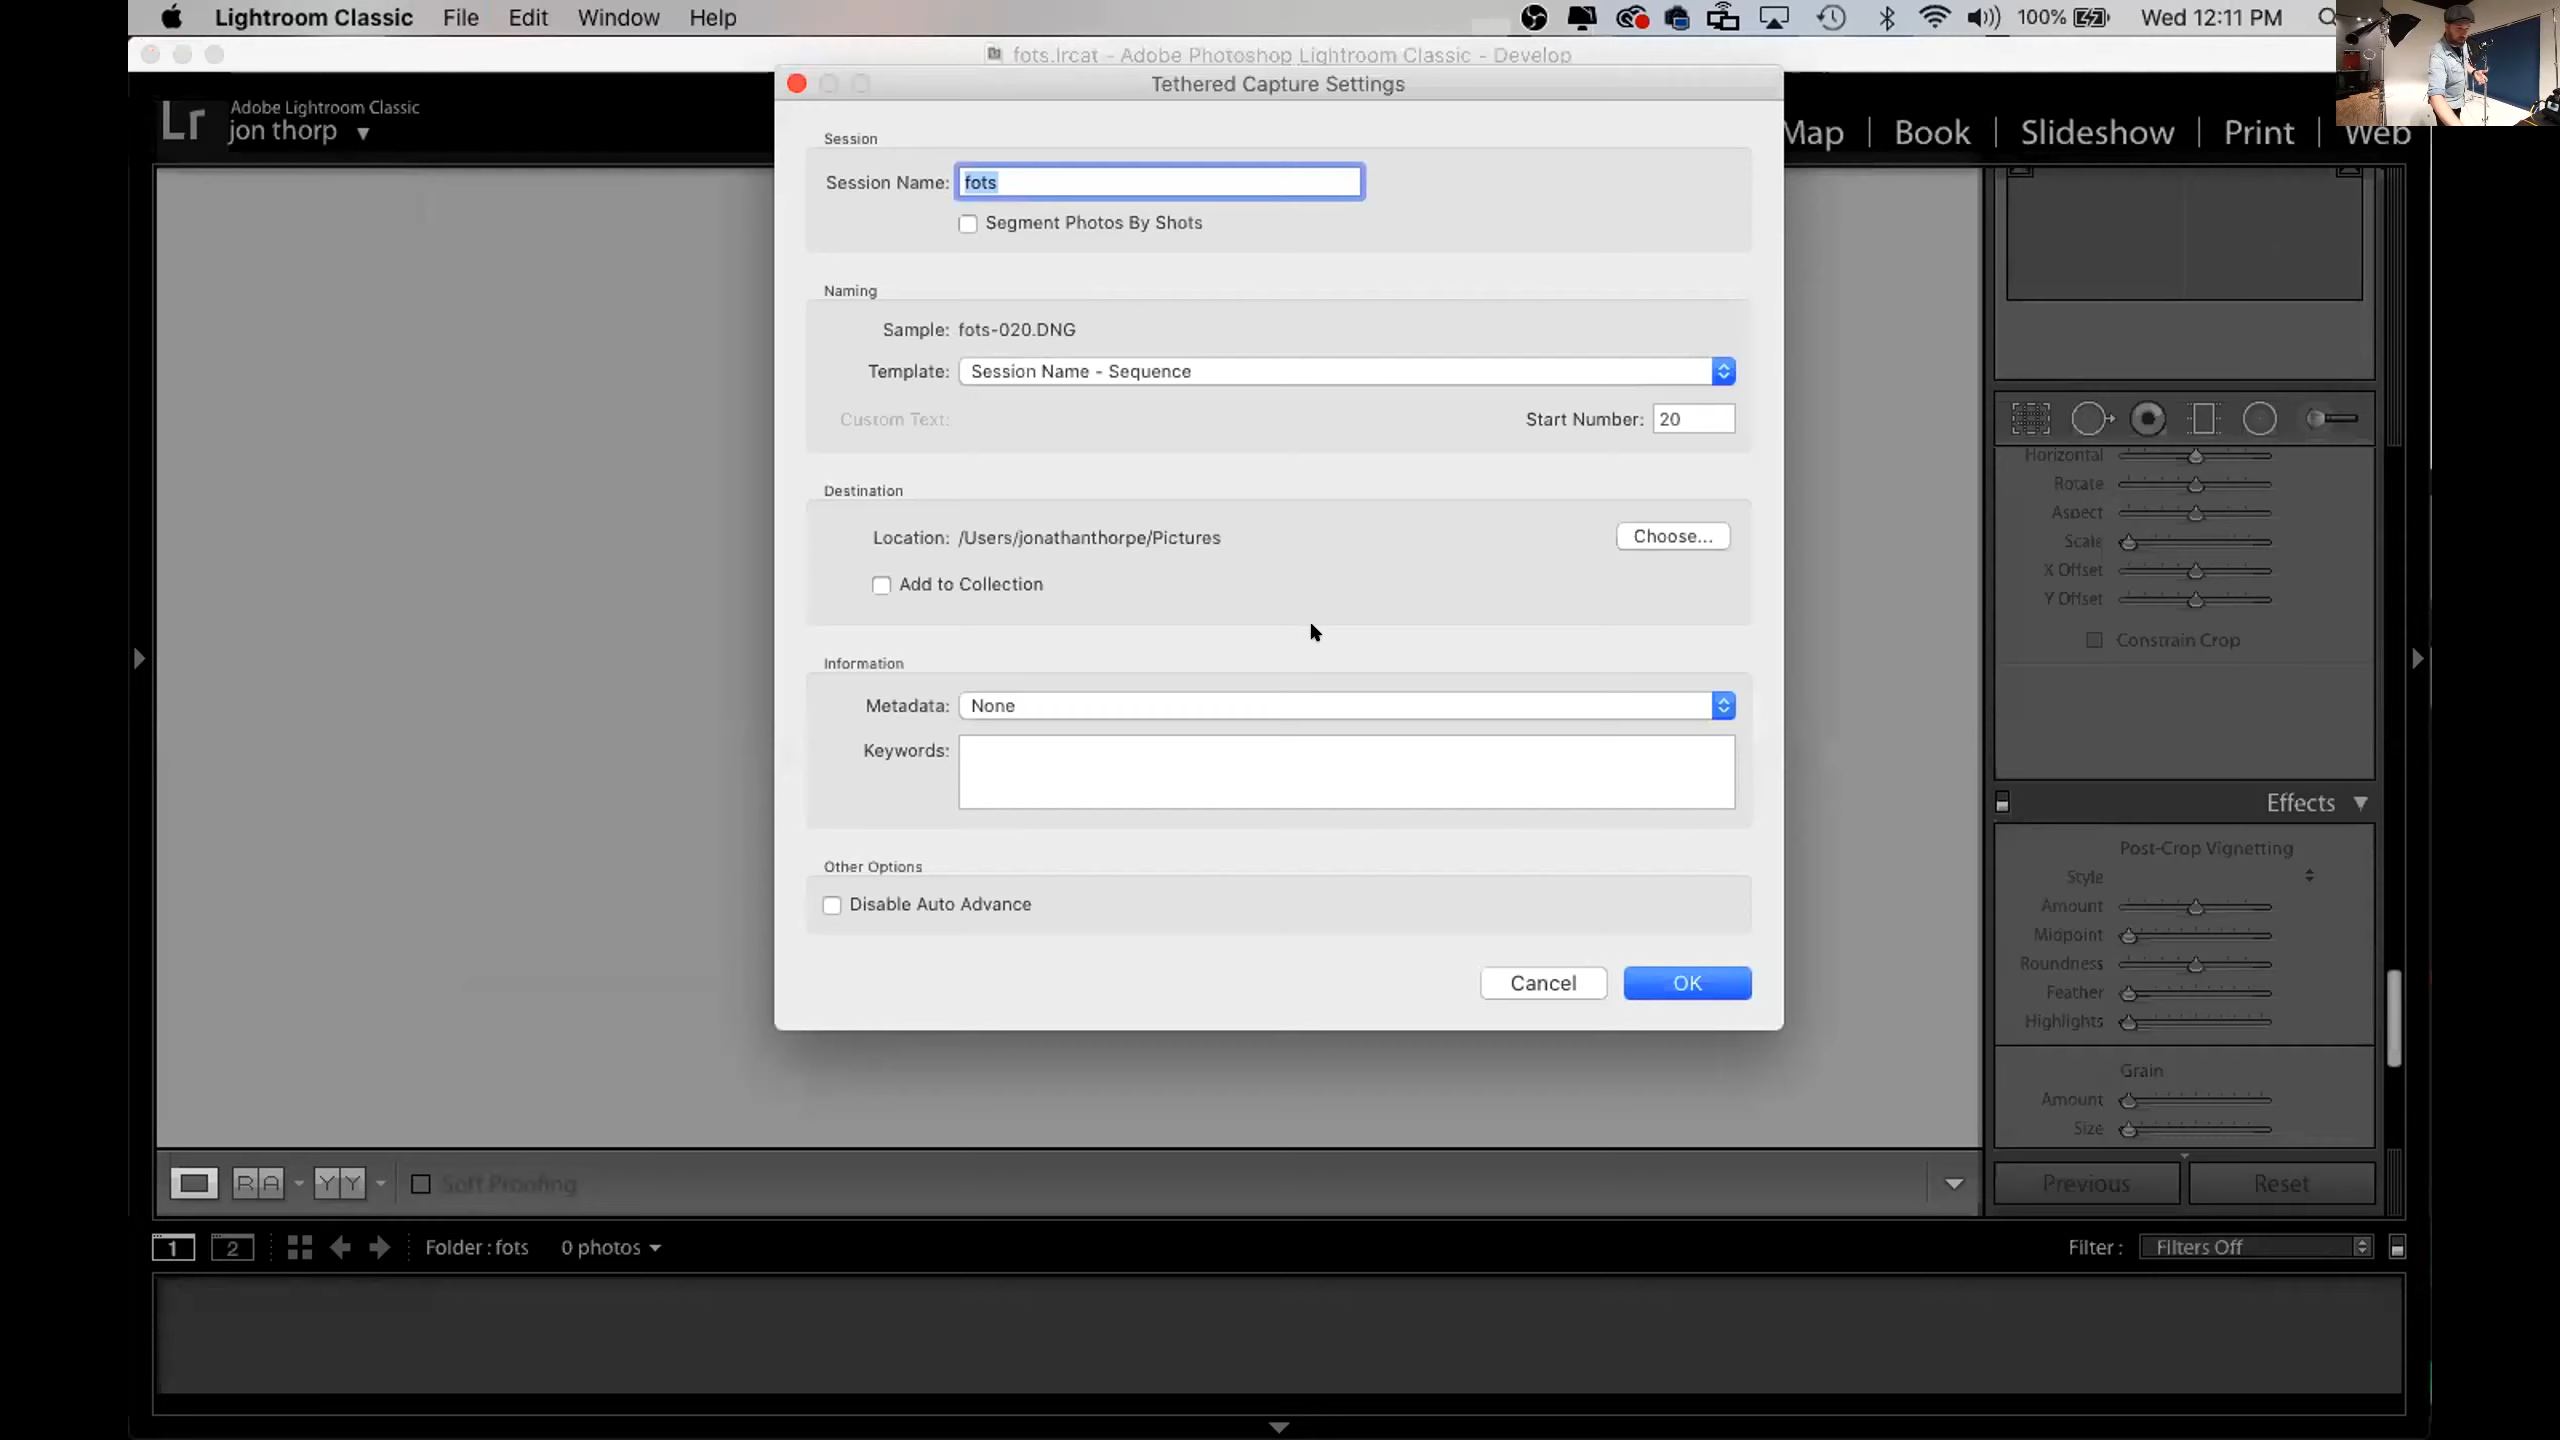 Lightroom Classic File Edit Window Help 100% Wed 12:11 PM
fots.lrcat - Adobe Photoshop Lightroom Classic - Develop
Tethered Capture Settings
Lr Adobe Lightroom Classic
jon thorp
Map | Book | Slideshow | Print | Web
Session
Session Name: fots
Segment Photos By Shots
Naming
Sample: fots-020.DNG
Template: Session Name - Sequence
Custom Text: Start Number: 20
Destination
Location: /Users/jonathanthorpe/Pictures Choose...
Add to Collection
Information
Metadata: None
Keywords:
Other Options
Disable Auto Advance
Cancel OK
Horizontal
Rotate
Aspect
Scale
X Offset
Y Offset
Constrain Crop
Effects
Post-Crop Vignetting
Style
Amount
Midpoint
Roundness
Feather
Highlights
Grain
Amount
Size
R A Y Y Soft Proofing
Previous Reset
1 2 Folder : fots 0 photos Filter : Filters Off